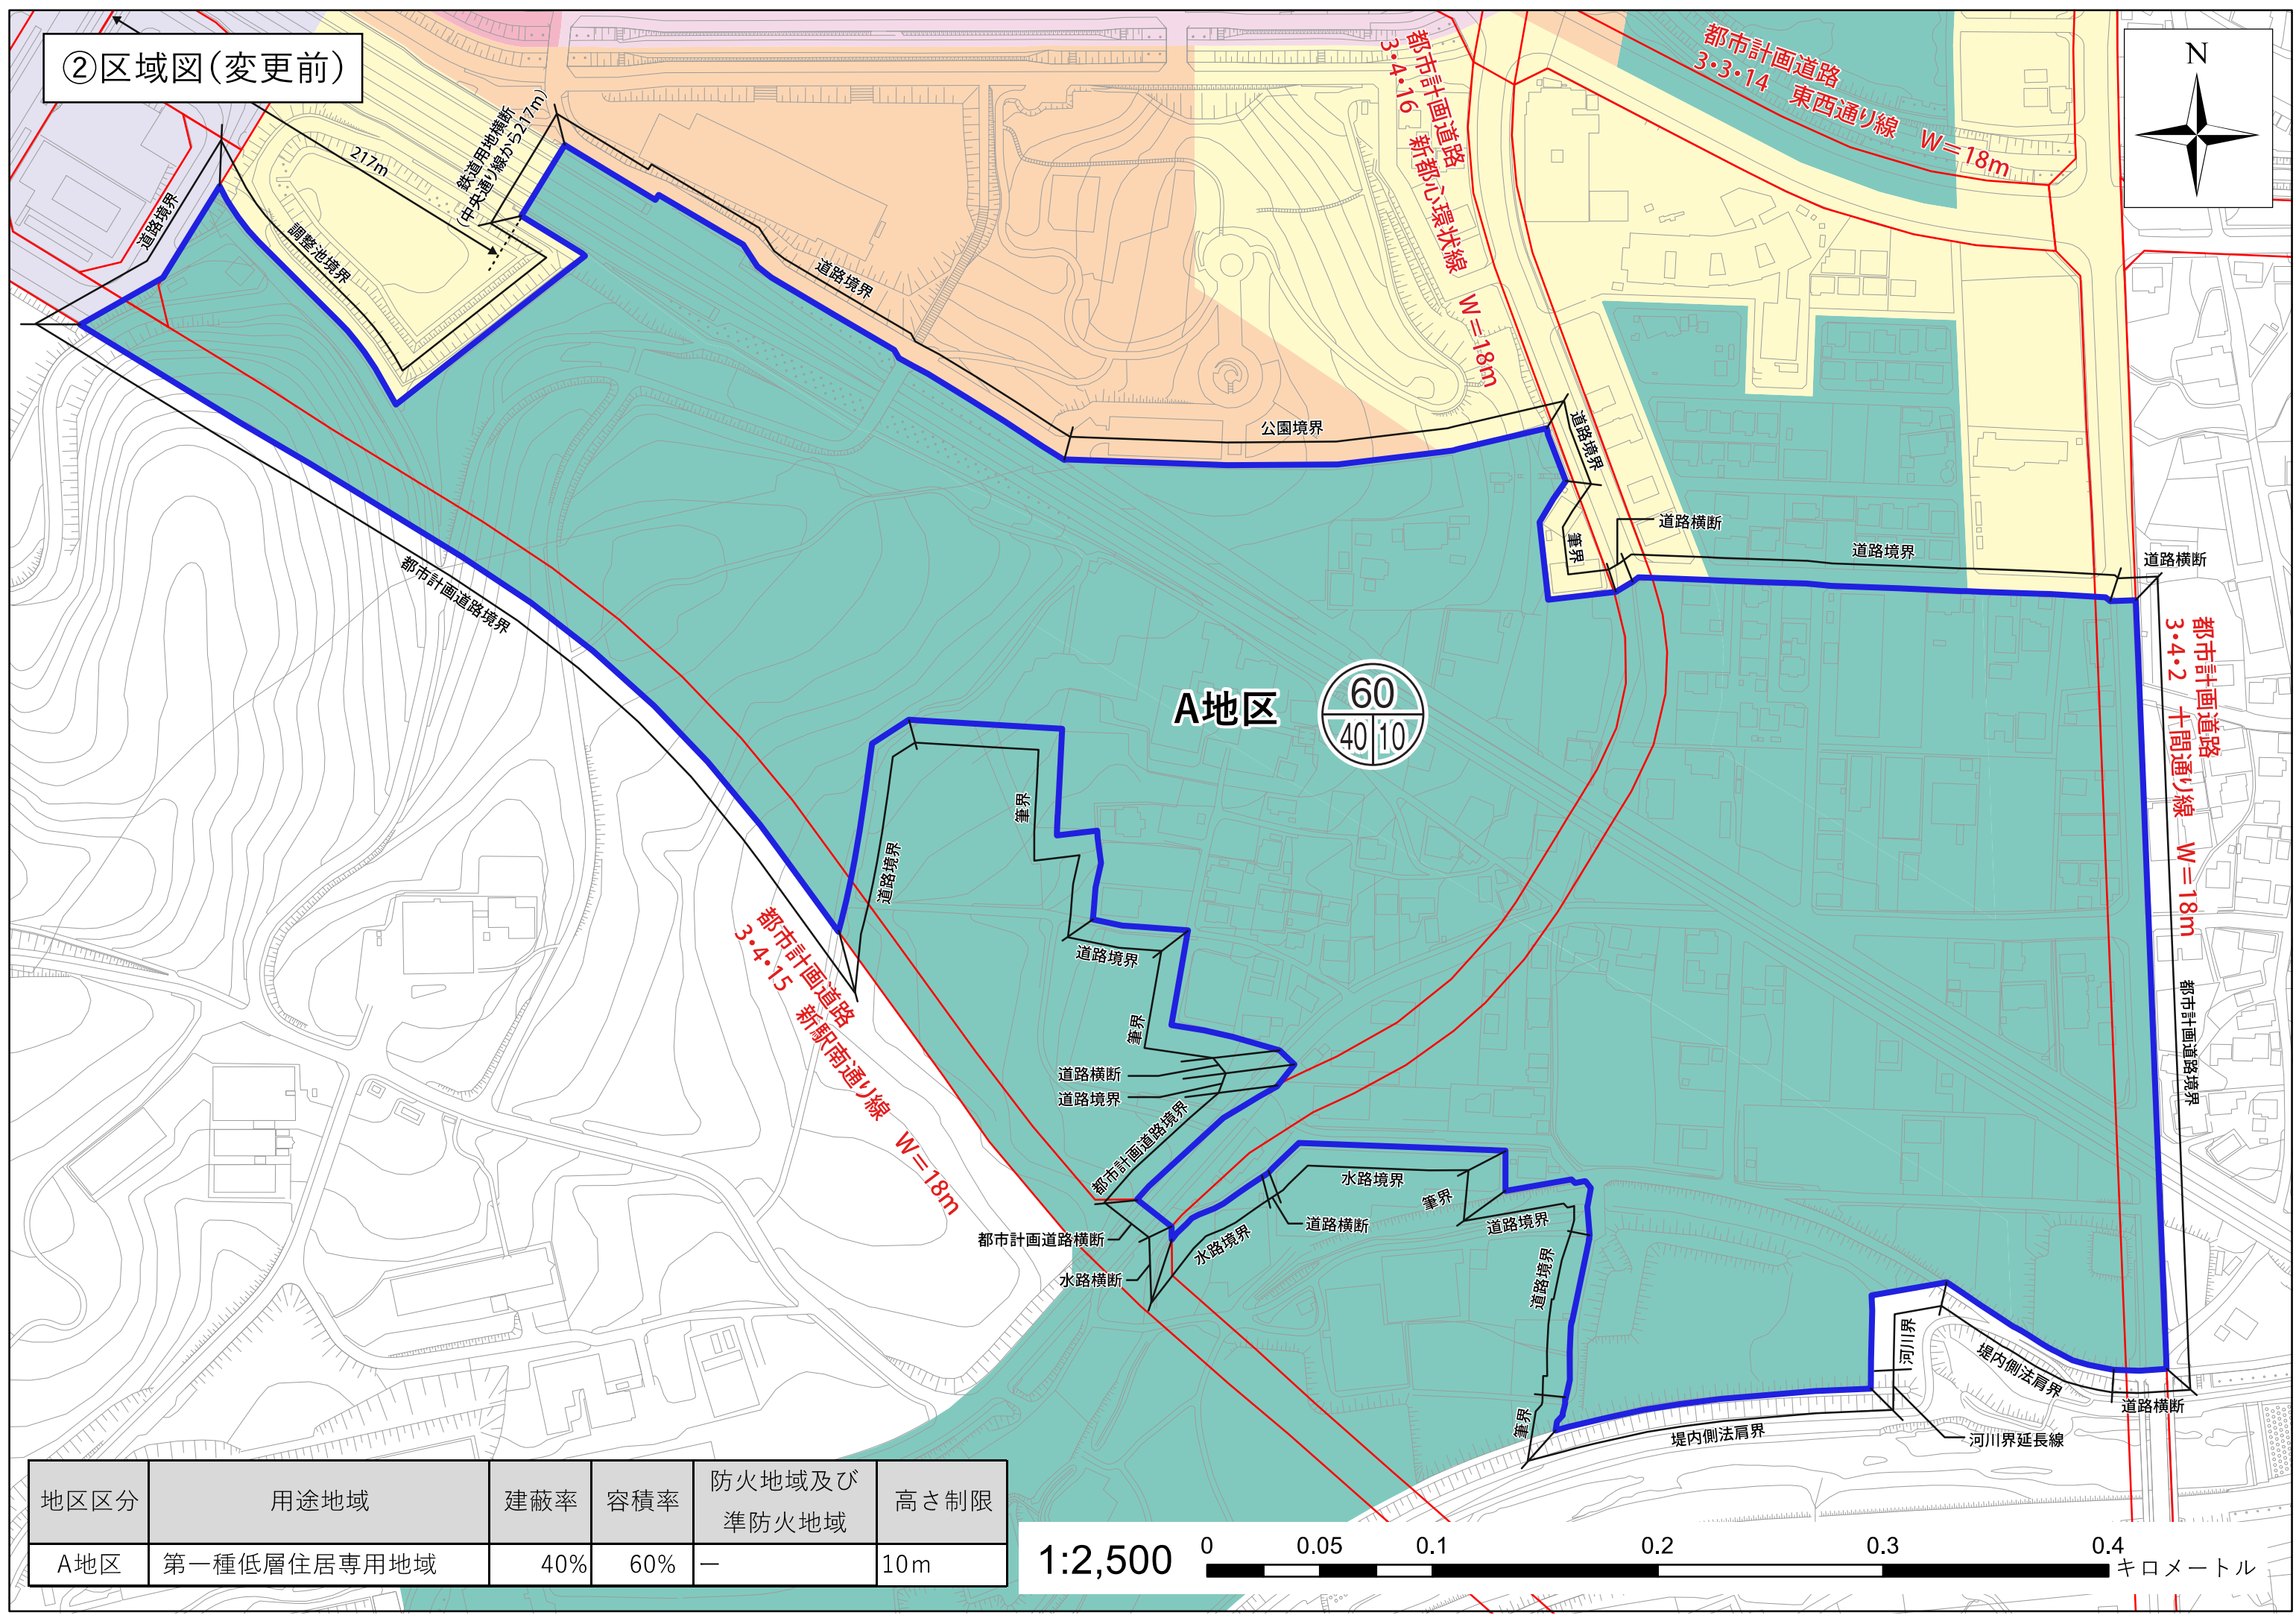 ②区域図（変更前）
N
217m
鉄道用地横断
（中央通り線から217m）
道路境界
調整池境界
道路境界
公園境界
都市計画道路
3・4・16　新都心環状線　W＝18m
都市計画道路
3・3・14　東西通り線　W＝18m
道路境界
筆界
道路横断
道路境界
道路横断
都市計画道路
3・4・2　十間通り線　W＝18m
都市計画道路境界
都市計画道路境界
A地区
60
40
10
筆界
道路境界
道路境界
筆界
都市計画道路
3・4・15　新駅南通り線　W＝18m
道路横断
道路境界
都市計画道路境界
都市計画道路横断
水路横断
水路境界
道路横断
水路境界
筆界
道路境界
道路境界
筆界
堤内側法肩界
河川界
堤内側法肩界
道路横断
河川界延長線
地区区分
用途地域
建蔽率
容積率
防火地域及び
準防火地域
高さ制限
A地区
第一種低層住居専用地域
40%
60%
―
10m
1:2,500
0 0.05 0.1 0.2 0.3 0.4
キロメートル